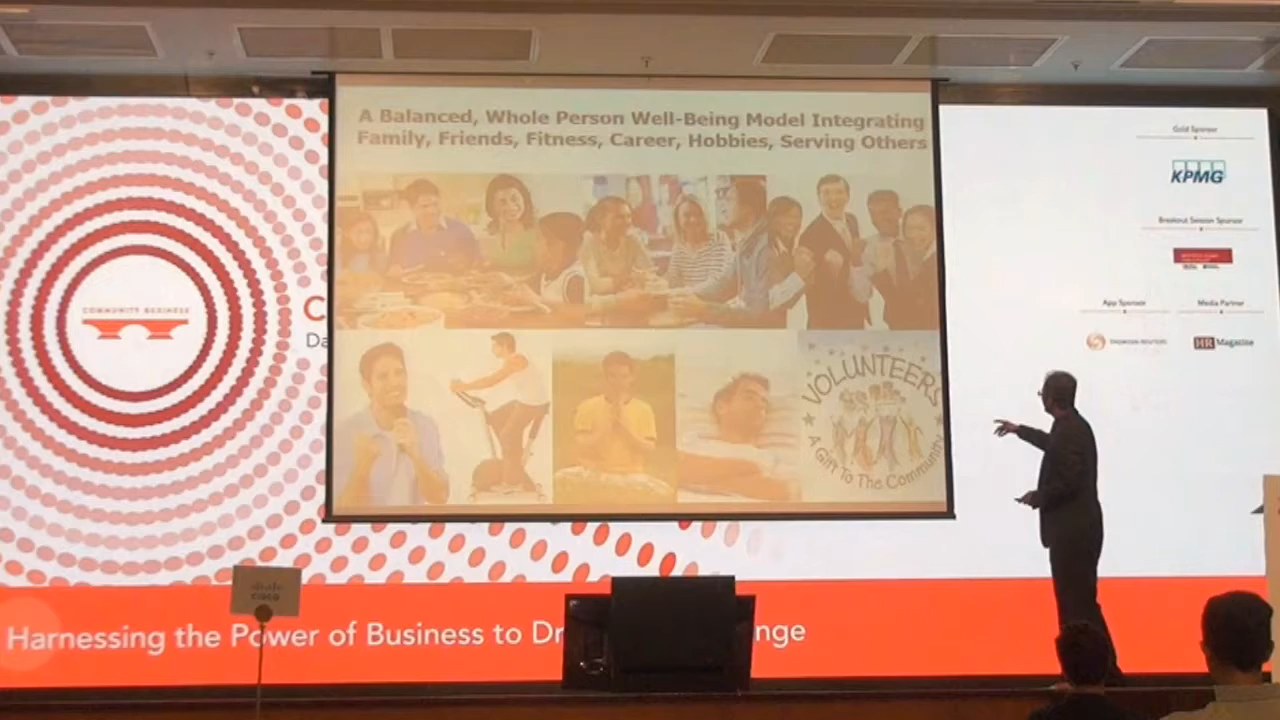 A Balanced, Whole Person Well-Being Model Integrating
Family, Friends, Fitness, Career, Hobbies, Serving Others
VOLUNTEERS
A Gift To The Community
COMMUNITY BUSINESS
C
Da
Gold Sponsor
KPMG
Breakout Session Sponsor
App Sponsor
Media Partner
THOMSON REUTERS
HR Magazine
CISCO
Harnessing the Power of Business to Dr
nge